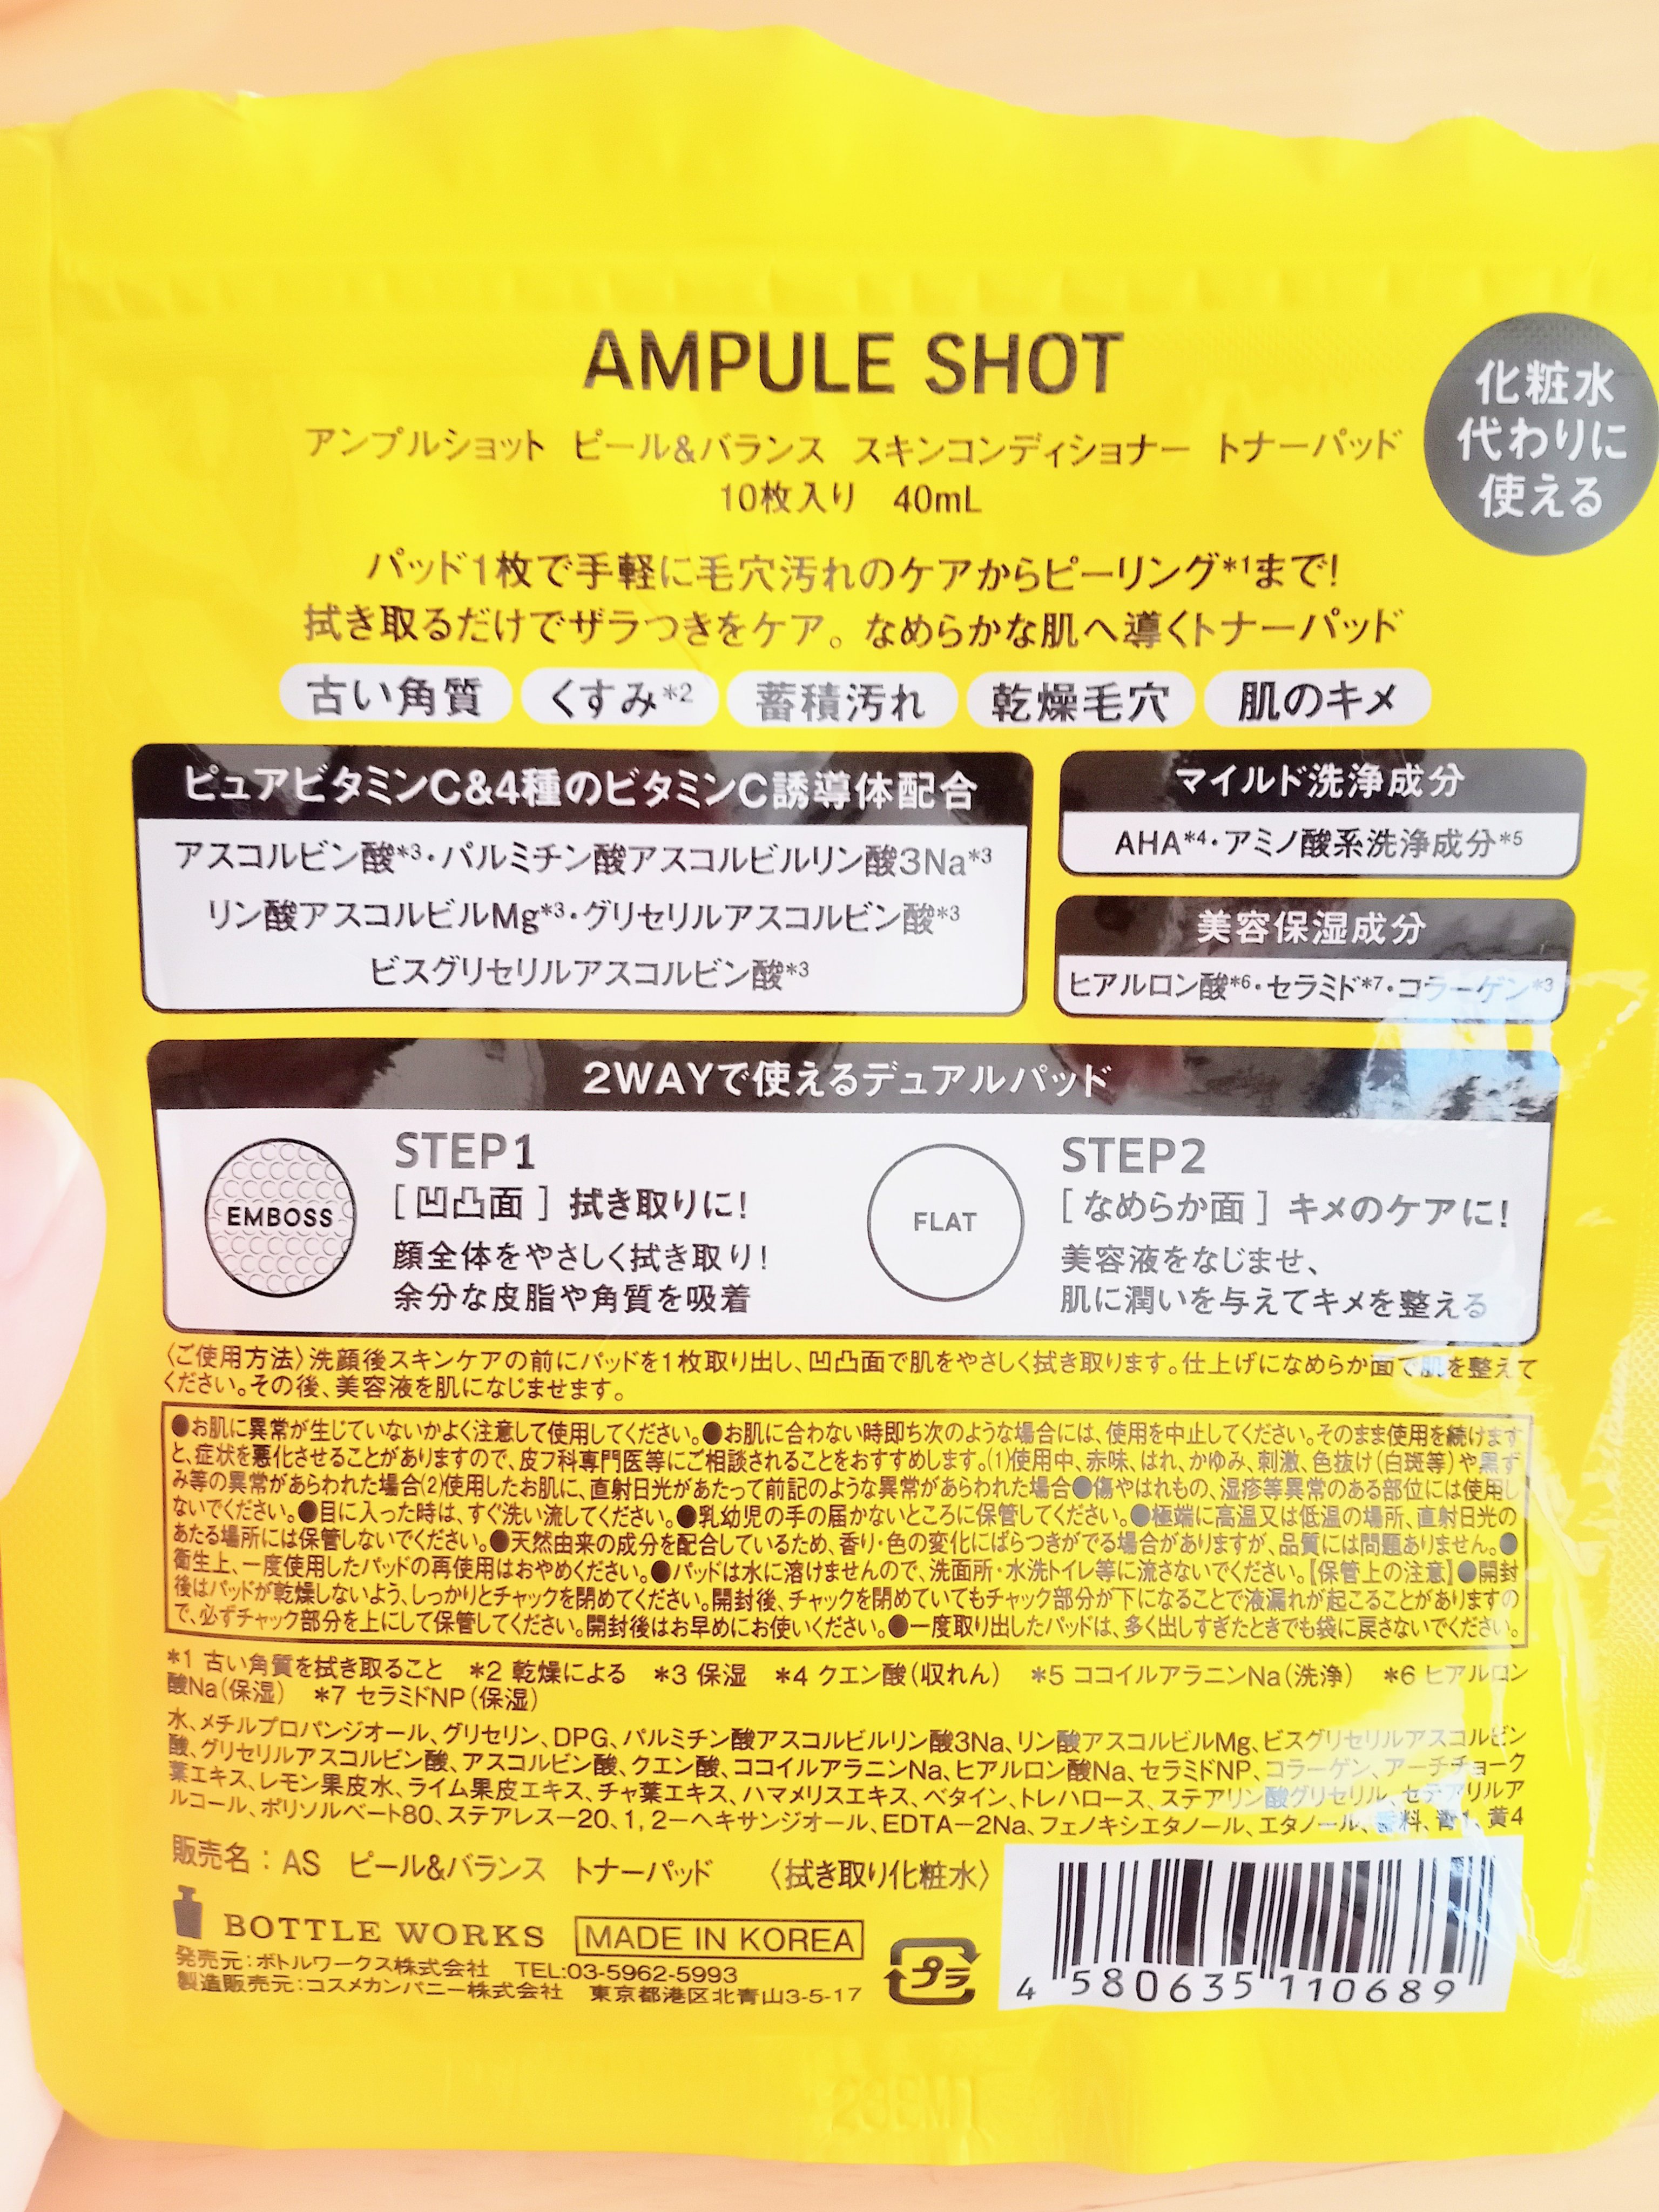 AMPULE SHOT
アンプルショット ピール&バランス スキンコンディショナー トナーパッド
10枚入り 40mL
化粧水
代わりに
使える
パッド1枚で手軽に毛穴汚れのケアからピーリング*1まで!
拭き取るだけでザラつきをケア。なめらかな肌へ導くトナーパッド
古い角質 くすみ*2 蓄積汚れ 乾燥毛穴 肌のキメ
ピュアビタミンC&4種のビタミンC誘導体配合
アスコルビン酸*3・パルミチン酸アスコルビルリン酸3Na*3
リン酸アスコルビルMg*3・グリセリルアスコルビン酸*3
ビスグリセリルアスコルビン酸*3
マイルド洗浄成分
AHA*4・アミノ酸系洗浄成分*5
美容保湿成分
ヒアルロン酸*6・セラミド*7・コラーゲン*3
2WAYで使えるデュアルパッド
EMBOSS
STEP1
[凹凸面] 拭き取りに!
顔全体をやさしく拭き取り!
余分な皮脂や角質を吸着
FLAT
STEP2
[なめらか面] キメのケアに!
美容液をなじませ、
肌に潤いを与えてキメを整える
〈ご使用方法〉洗顔後スキンケアの前にパッドを1枚取り出し、凹凸面で肌をやさしく拭き取ります。仕上げになめらか面で肌を整えて
ください。その後、美容液を肌になじませます。
●お肌に異常が生じていないかよく注意して使用してください。●お肌に合わない時即ち次のような場合には、使用を中止してください。そのまま使用を続けます
と、症状を悪化させることがありますので、皮フ科専門医等にご相談されることをおすすめします。(1)使用中、赤味、はれ、かゆみ、刺激、色抜け(白斑等)や黒ず
み等の異常があらわれた場合(2)使用したお肌に、直射日光があたって前記のような異常があらわれた場合●傷やはれもの、湿疹等異常のある部位には使用し
ないでください。●目に入った時は、すぐ洗い流してください。●乳幼児の手の届かないところに保管してください。●極端に高温又は低温の場所、直射日光の
あたる場所には保管しないでください。●天然由来の成分を配合しているため、香り・色の変化にばらつきがでる場合がありますが、品質には問題ありません。●
衛生上、一度使用したパッドの再使用はおやめください。●パッドは水に溶けませんので、洗面所・水洗トイレ等に流さないでください。【保管上の注意】●開封
後はパッドが乾燥しないよう、しっかりとチャックを閉めてください。開封後、チャックを閉めていてもチャック部分が下になることで液漏れが起こることがありますの
で、必ずチャック部分を上にして保管してください。開封後はお早めにお使いください。●一度取り出したパッドは、多く出しすぎたときでも袋に戻さないでください。
*1 古い角質を拭き取ること *2 乾燥による *3 保湿 *4 クエン酸(収れん) *5 ココイルアラニンNa(洗浄) *6 ヒアルロン
酸Na(保湿) *7 セラミドNP(保湿)
水、メチルプロパンジオール、グリセリン、DPG、パルミチン酸アスコルビルリン酸3Na、リン酸アスコルビルMg、ビスグリセリルアスコルビン
酸、グリセリルアスコルビン酸、アスコルビン酸、クエン酸、ココイルアラニンNa、ヒアルロン酸Na、セラミドNP、コラーゲン、アーチチョーク
葉エキス、レモン果皮水、ライム果皮エキス、チャ葉エキス、ハマメリスエキス、ベタイン、トレハロース、ステアリン酸グリセリル、セテアリルア
ルコール、ポリソルベート80、ステアレス-20、1,2-ヘキサンジオール、EDTA-2Na、フェノキシエタノール、エタノール、香料、青1、黄4
販売名:AS ピール&バランス トナーパッド 〈拭き取り化粧水〉
BOTTLE WORKS MADE IN KOREA
発売元:ボトルワークス株式会社 TEL:03-5962-5993
製造販売元:コスメカンパニー株式会社 東京都港区北青山3-5-17
プラ
4 580635 110689